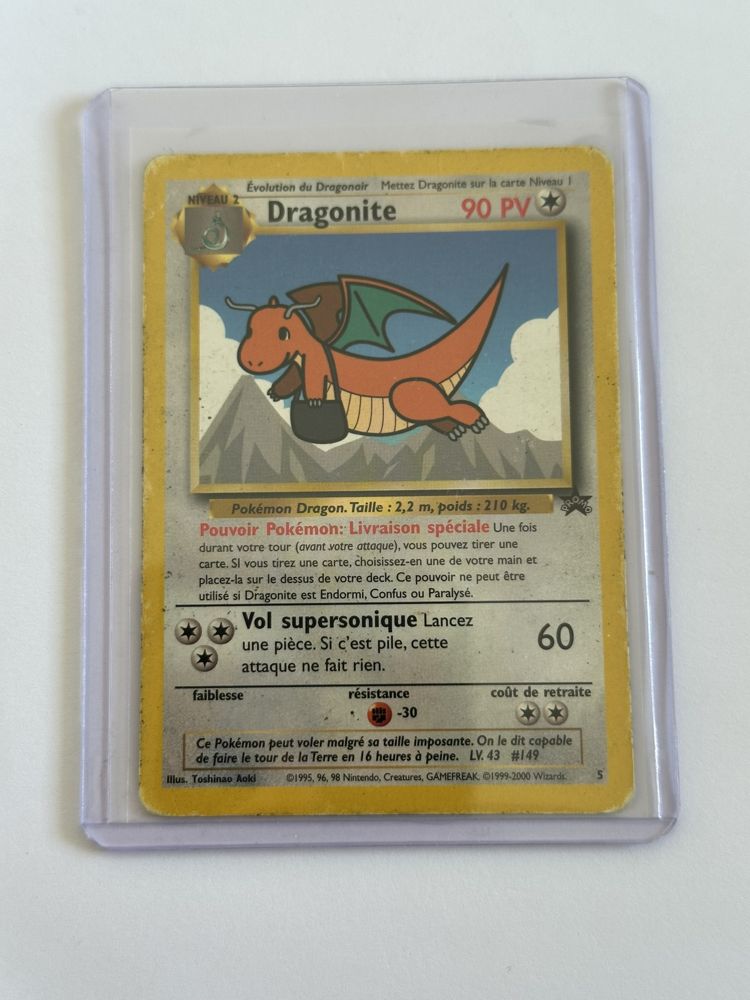 Évolution du Dragonair Mettez Dragonite sur la carte Niveau 1
NIVEAU 2
Dragonite 90 PV
Pokémon Dragon. Taille : 2,2 m, poids : 210 kg.
PROMO
Pouvoir Pokémon: Livraison spéciale Une fois
durant votre tour (avant votre attaque), vous pouvez tirer une
carte. SI vous tirez une carte, choisissez-en une de votre main et
placez-la sur le dessus de votre deck. Ce pouvoir ne peut être
utilisé si Dragonite est Endormi, Confus ou Paralysé.
Vol supersonique Lancez
une pièce. Si c'est pile, cette
attaque ne fait rien.
60
faiblesse résistance coût de retraite
-30
Ce Pokémon peut voler malgré sa taille imposante. On le dit capable
de faire le tour de la Terre en 16 heures à peine. LV. 43 #149
Illus. Toshinao Aoki ©1995, 96, 98 Nintendo, Creatures, GAMEFREAK. ©1999-2000 Wizards. 5